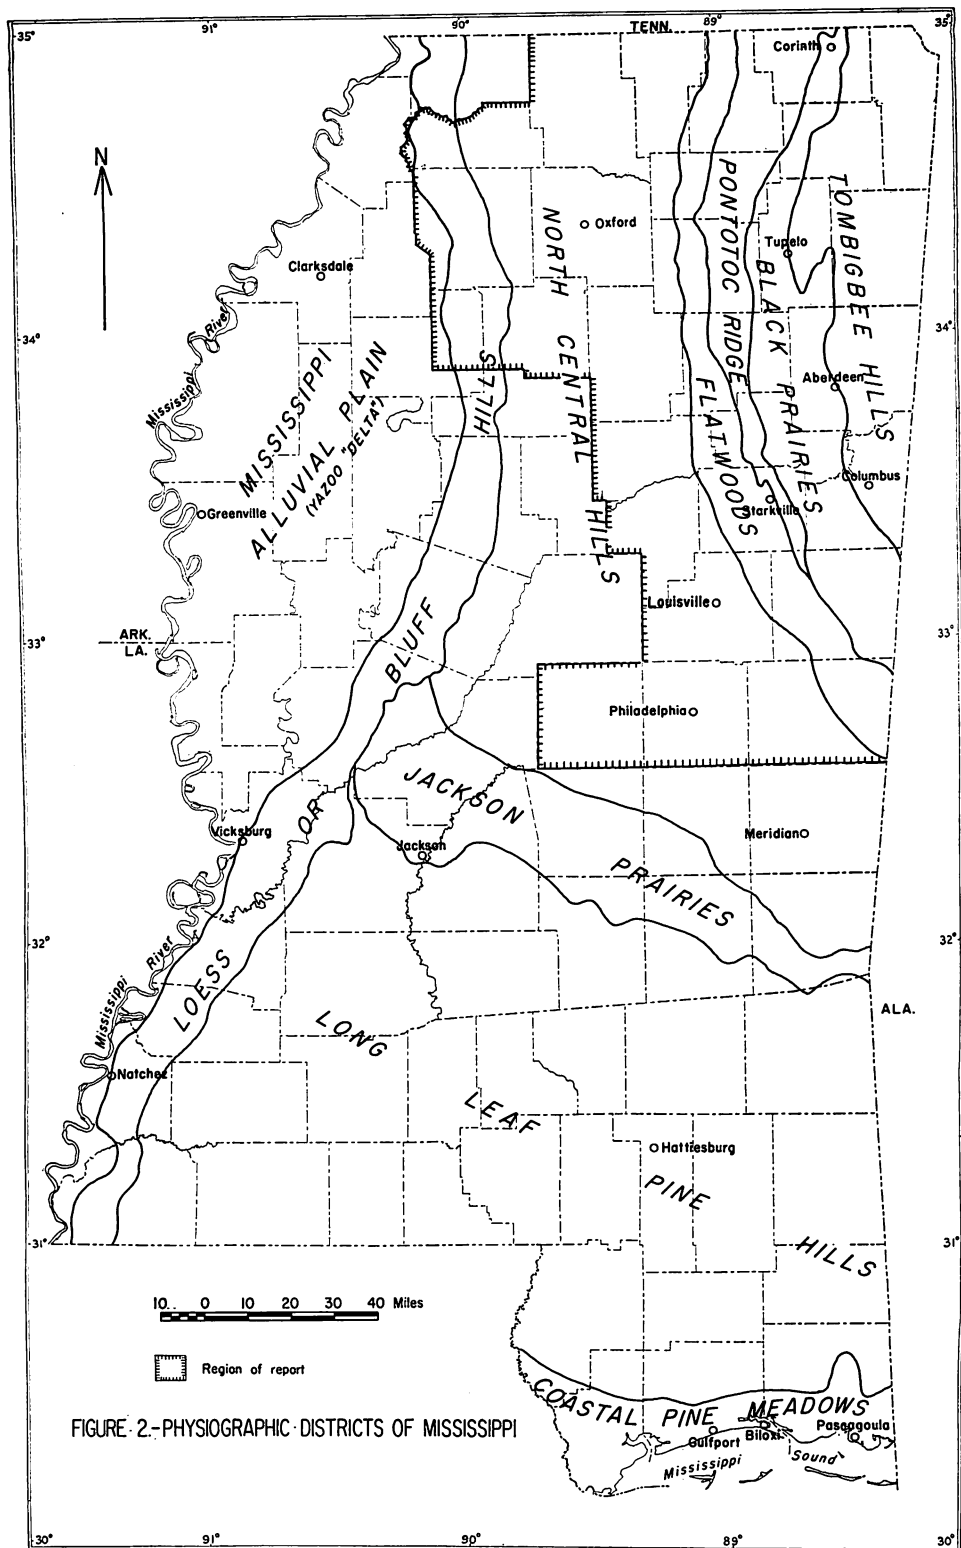 91° 90° 89°
35° TENN. 35°
Corinth
N
NORTH CENTRAL HILLS
Oxford
PONTOTOC RIDGE
TOMBIGBEE HILLS
Tupelo
BLACK PRAIRIES
Clarksdale
Mississippi River
34° 34°
MISSISSIPPI
ALLUVIAL PLAIN
(YAZOO "DELTA")
FLATWOODS
Aberdeen
Columbus
Starkville
Greenville
LOESS OR BLUFF HILLS
Louisville
33° 33°
ARK.
LA.
Philadelphia
JACKSON PRAIRIES
Vicksburg
Jackson
Meridian
32° 32°
Mississippi River
ALA.
LONG LEAF PINE HILLS
Natchez
Hattiesburg
31° 31°
10 0 10 20 30 40 Miles
Region of report
COASTAL PINE MEADOWS
Gulfport
Biloxi
Pascagoula
Mississippi Sound
FIGURE 2.-PHYSIOGRAPHIC DISTRICTS OF MISSISSIPPI
30° 91° 90° 89° 30°